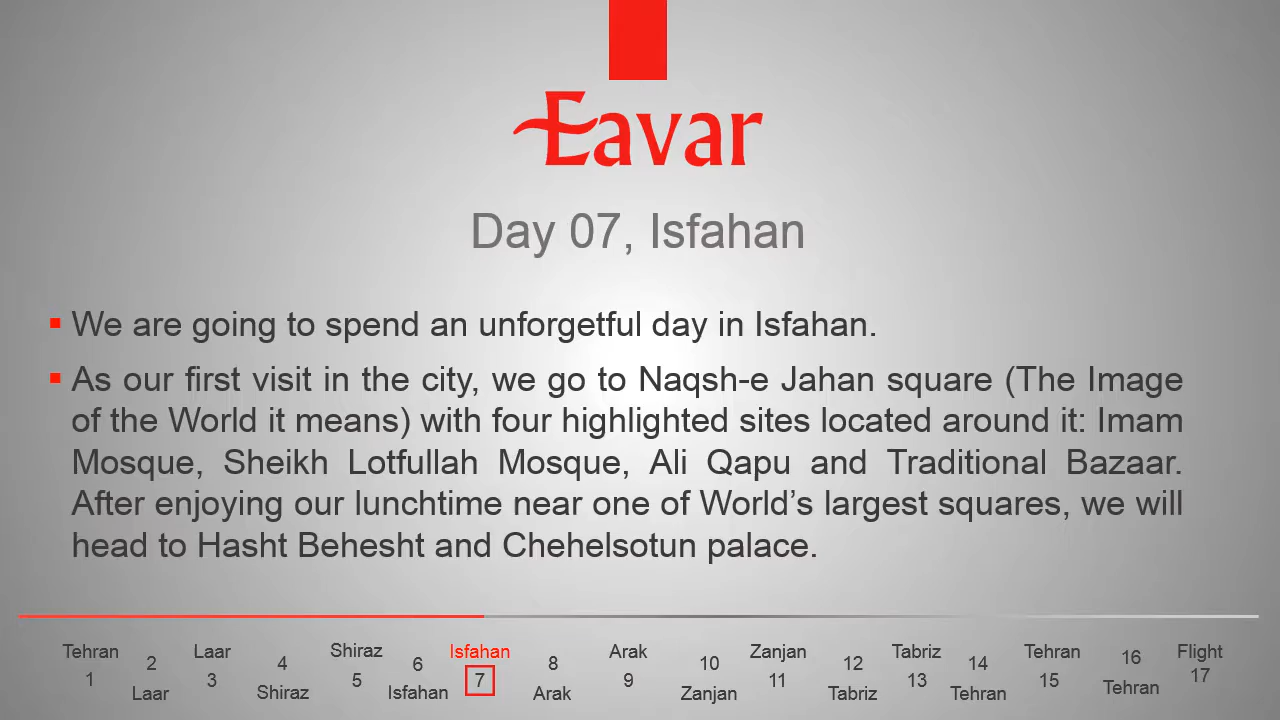 Eavar
Day 07, Isfahan
▪ We are going to spend an unforgetful day in Isfahan.
▪ As our first visit in the city, we go to Naqsh-e Jahan square (The Image
of the World it means) with four highlighted sites located around it: Imam
Mosque, Sheikh Lotfullah Mosque, Ali Qapu and Traditional Bazaar.
After enjoying our lunchtime near one of World’s largest squares, we will
head to Hasht Behesht and Chehelsotun palace.
Tehran
1
2
Laar
Laar
3
4
Shiraz
Shiraz
5
6
Isfahan
Isfahan
7
8
Arak
Arak
9
10
Zanjan
Zanjan
11
12
Tabriz
Tabriz
13
14
Tehran
Tehran
15
16
Tehran
Flight
17